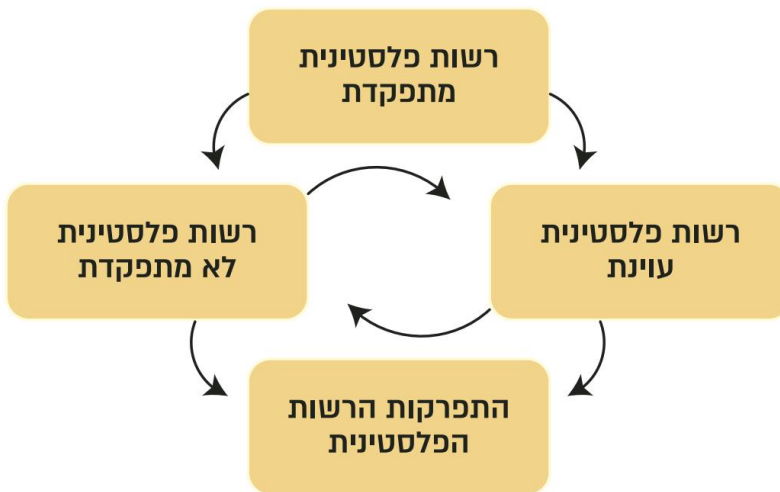 רשות פלסטינית
מתפקדת
רשות פלסטינית
עוינת
רשות פלסטינית
לא מתפקדת
התפרקות הרשות
הפלסטינית